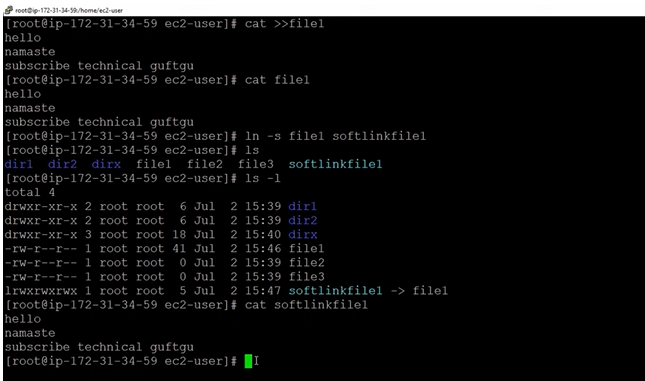 root@ip-172-31-34-59:/home/ec2-user
[root@ip-172-31-34-59 ec2-user]# cat >>file1
hello
namaste
subscribe technical guftgu
[root@ip-172-31-34-59 ec2-user]# cat file1
hello
namaste
subscribe technical guftgu
[root@ip-172-31-34-59 ec2-user]# ln -s file1 softlinkfile1
[root@ip-172-31-34-59 ec2-user]# ls
dir1  dir2  dirx  file1  file2  file3  softlinkfile1
[root@ip-172-31-34-59 ec2-user]# ls -l
total 4
drwxr-xr-x 2 root root  6 Jul  2 15:39 dir1
drwxr-xr-x 2 root root  6 Jul  2 15:39 dir2
drwxr-xr-x 3 root root 18 Jul  2 15:40 dirx
-rw-r--r-- 1 root root 41 Jul  2 15:46 file1
-rw-r--r-- 1 root root  0 Jul  2 15:39 file2
-rw-r--r-- 1 root root  0 Jul  2 15:39 file3
lrwxrwxrwx 1 root root  5 Jul  2 15:47 softlinkfile1 -> file1
[root@ip-172-31-34-59 ec2-user]# cat softlinkfile1
hello
namaste
subscribe technical guftgu
[root@ip-172-31-34-59 ec2-user]#